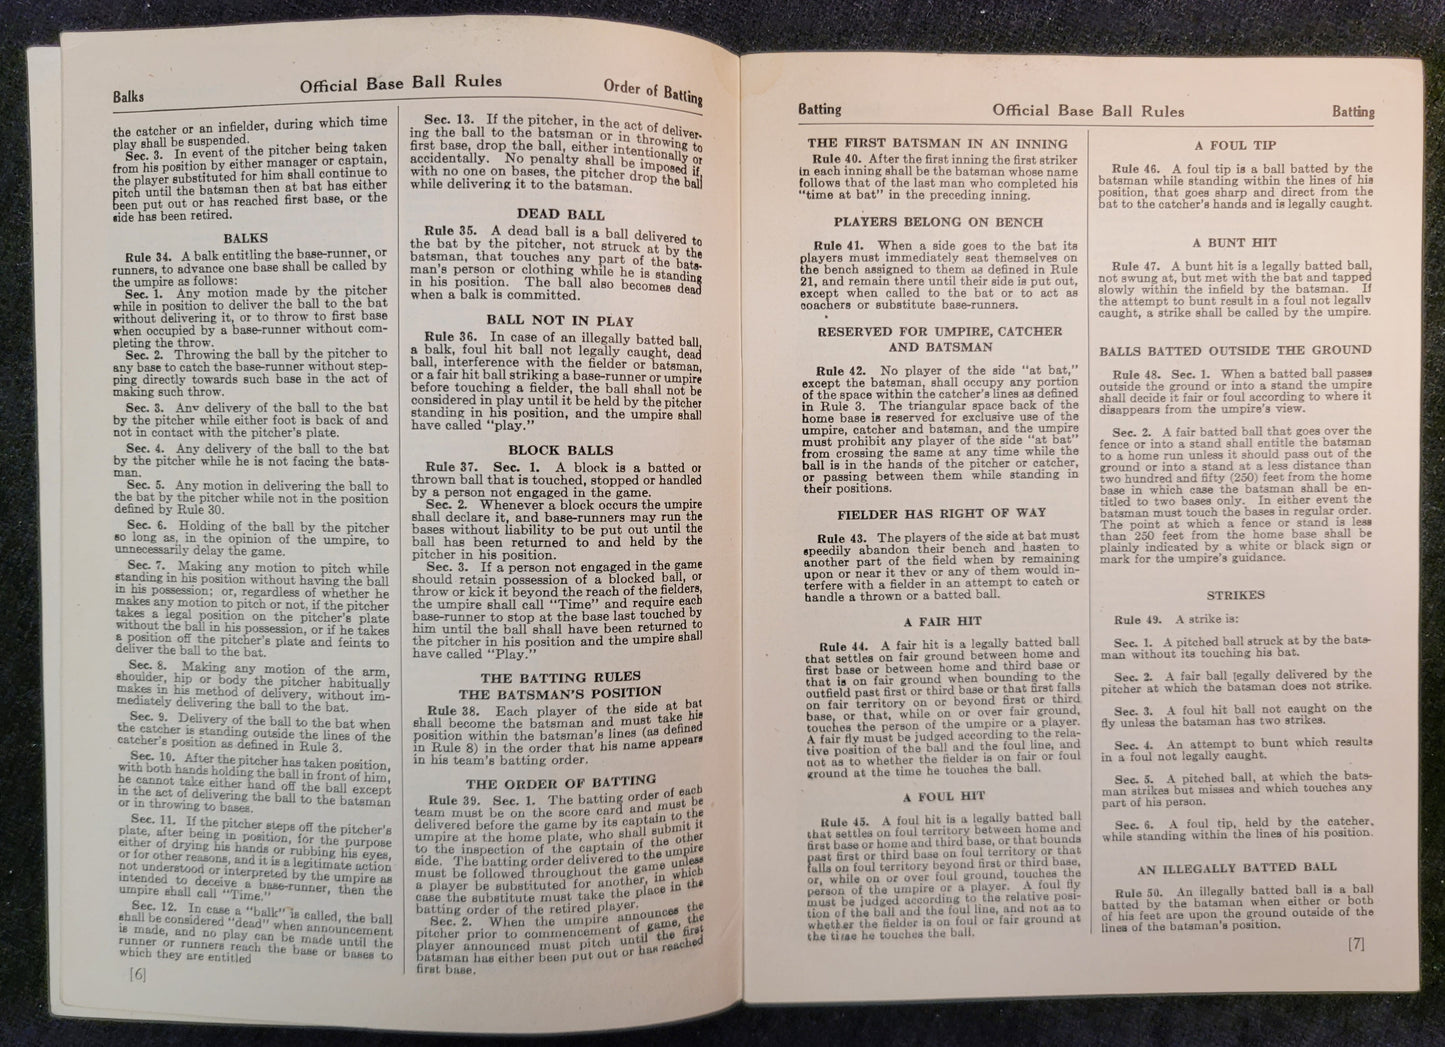 Balks Official Base Ball Rules Order of Batting
the catcher or an infielder, during which time
play shall be suspended.
Sec. 3. In event of the pitcher being taken
from his position by either manager or captain,
the player substituted for him shall continue to
pitch until the batsman then at bat has either
been put out or has reached first base, or the
side has been retired.
BALKS
Rule 34. A balk entitling the base-runner, or
runners, to advance one base shall be called by
the umpire as follows:
Sec. 1. Any motion made by the pitcher
while in position to deliver the ball to the bat
without delivering it, or to throw to first base
when occupied by a base-runner without com-
pleting the throw.
Sec. 2. Throwing the ball by the pitcher to
any base to catch the base-runner without step-
ping directly towards such base in the act of
making such throw.
Sec. 3. Any delivery of the ball to the bat
by the pitcher while either foot is back of and
not in contact with the pitcher's plate.
Sec. 4. Any delivery of the ball to the bat
by the pitcher while he is not facing the bats-
man.
Sec. 5. Any motion in delivering the ball to
the bat by the pitcher while not in the position
defined by Rule 30.
Sec. 6. Holding of the ball by the pitcher
so long as, in the opinion of the umpire, to
unnecessarily delay the game.
Sec. 7. Making any motion to pitch while
standing in his position without having the ball
in his possession; or, regardless of whether he
makes any motion to pitch or not, if the pitcher
takes a legal position on the pitcher's plate
without the ball in his possession, or if he takes
a position off the pitcher's plate and feints to
deliver the ball to the bat.
Sec. 8. Making any motion of the arm,
shoulder, hip or body the pitcher habitually
makes in his method of delivery, without im-
mediately delivering the ball to the bat.
Sec. 9. Delivery of the ball to the bat when
the catcher is standing outside the lines of the
catcher's position as defined in Rule 3.
Sec. 10. After the pitcher has taken position,
with both hands holding the ball in front of him,
he cannot take either hand off the ball except
in the act of delivering the ball to the batsman
or in throwing to bases.
Sec. 11. If the pitcher steps off the pitcher's
plate, after being in position, for the purpose
either of drying his hands or rubbing his eyes,
or for other reasons, and it is a legitimate action
not understood or interpreted by the umpire as
intended to deceive a base-runner, then the
umpire shall call "Time."
Sec. 12. In case a "balk" is called, the ball
shall be considered "dead" when announcement
is made, and no play can be made until the
runner or runners reach the base or bases to
which they are entitled
[6]
Sec. 13. If the pitcher, in the act of deliver-
ing the ball to the batsman or in throwing to
first base, drop the ball, either intentionally or
accidentally. No penalty shall be imposed if,
with no one on bases, the pitcher drop the ball
while delivering it to the batsman.
DEAD BALL
Rule 35. A dead ball is a ball delivered to
the bat by the pitcher, not struck at by the
batsman, that touches any part of the bats-
man's person or clothing while he is standing
in his position. The ball also becomes dead
when a balk is committed.
BALL NOT IN PLAY
Rule 36. In case of an illegally batted ball,
a balk, foul hit ball not legally caught, dead
ball, interference with the fielder or batsman,
or a fair hit ball striking a base-runner or umpire
before touching a fielder, the ball shall not be
considered in play until it be held by the pitcher
standing in his position, and the umpire shall
have called "play."
BLOCK BALLS
Rule 37. Sec. 1. A block is a batted or
thrown ball that is touched, stopped or handled
by a person not engaged in the game.
Sec. 2. Whenever a block occurs the umpire
shall declare it, and base-runners may run the
bases without liability to be put out until the
ball has been returned to and held by the
pitcher in his position.
Sec. 3. If a person not engaged in the game
should retain possession of a blocked ball, or
throw or kick it beyond the reach of the fielders,
the umpire shall call "Time" and require each
base-runner to stop at the base last touched by
him until the ball shall have been returned to
the pitcher in his position and the umpire shall
have called "Play."
THE BATTING RULES
THE BATSMAN'S POSITION
Rule 38. Each player of the side at bat
shall become the batsman and must take his
position within the batsman's lines (as defined
in Rule 8) in the order that his name appears
in his team's batting order.
THE ORDER OF BATTING
Rule 39. Sec. 1. The batting order of each
team must be on the score card and must be
delivered before the game by its captain to the
umpire at the home plate, who shall submit it
to the inspection of the captain of the other
side. The batting order delivered to the umpire
must be followed throughout the game unless
a player be substituted for another, in which
case the substitute must take the place in the
batting order of the retired player.
Sec. 2. When the umpire announces the
pitcher prior to commencement of game, the
player announced must pitch until the first
batsman has either been put out or has reached
first base.
Batting Official Base Ball Rules Batting
THE FIRST BATSMAN IN AN INNING
Rule 40. After the first inning the first striker
in each inning shall be the batsman whose name
follows that of the last man who completed his
"time at bat" in the preceding inning.
PLAYERS BELONG ON BENCH
Rule 41. When a side goes to the bat its
players must immediately seat themselves on
the bench assigned to them as defined in Rule
21, and remain there until their side is put out,
except when called to the bat or to act as
coachers or substitute base-runners.
RESERVED FOR UMPIRE, CATCHER
AND BATSMAN
Rule 42. No player of the side "at bat,"
except the batsman, shall occupy any portion
of the space within the catcher's lines as defined
in Rule 3. The triangular space back of the
home base is reserved for exclusive use of the
umpire, catcher and batsman, and the umpire
must prohibit any player of the side "at bat"
from crossing the same at any time while the
ball is in the hands of the pitcher or catcher,
or passing between them while standing in
their positions.
FIELDER HAS RIGHT OF WAY
Rule 43. The players of the side at bat must
speedily abandon their bench and hasten to
another part of the field when by remaining
upon or near it they or any of them would in-
terfere with a fielder in an attempt to catch or
handle a thrown or a batted ball.
A FAIR HIT
Rule 44. A fair hit is a legally batted ball
that settles on fair ground between home and
first base or between home and third base or
that is on fair ground when bounding to the
outfield past first or third base or that first falls
on fair territory on or beyond first or third
base, or that, while on or over fair ground,
touches the person of the umpire or a player.
A fair fly must be judged according to the rela-
tive position of the ball and the foul line, and
not as to whether the fielder is on fair or foul
ground at the time he touches the ball.
A FOUL HIT
Rule 45. A foul hit is a legally batted ball
that settles on foul territory between home and
first base or home and third base, or that bounds
past first or third base on foul territory or that
falls on foul territory beyond first or third base,
or, while on or over foul ground, touches the
person of the umpire or a player. A foul fly
must be judged according to the relative posi-
tion of the ball and the foul line, and not as to
whether the fielder is on foul or fair ground at
the time he touches the ball.
A FOUL TIP
Rule 46. A foul tip is a ball batted by the
batsman while standing within the lines of his
position, that goes sharp and direct from the
bat to the catcher's hands and is legally caught.
A BUNT HIT
Rule 47. A bunt hit is a legally batted ball,
not swung at, but met with the bat and tapped
slowly within the infield by the batsman. If
the attempt to bunt result in a foul not legally
caught, a strike shall be called by the umpire.
BALLS BATTED OUTSIDE THE GROUND
Rule 48. Sec. 1. When a batted ball passes
outside the ground or into a stand the umpire
shall decide it fair or foul according to where it
disappears from the umpire's view.
Sec. 2. A fair batted ball that goes over the
fence or into a stand shall entitle the batsman
to a home run unless it should pass out of the
ground or into a stand at a less distance than
two hundred and fifty (250) feet from the home
base in which case the batsman shall be en-
titled to two bases only. In either event the
batsman must touch the bases in regular order.
The point at which a fence or stand is less
than 250 feet from the home base shall be
plainly indicated by a white or black sign or
mark for the umpire's guidance.
STRIKES
Rule 49. A strike is:
Sec. 1. A pitched ball struck at by the bats-
man without its touching his bat.
Sec. 2. A fair ball legally delivered by the
pitcher at which the batsman does not strike.
Sec. 3. A foul hit ball not caught on the
fly unless the batsman has two strikes.
Sec. 4. An attempt to bunt which results
in a foul not legally caught.
Sec. 5. A pitched ball, at which the bats-
man strikes but misses and which touches any
part of his person.
Sec. 6. A foul tip, held by the catcher,
while standing within the lines of his position.
AN ILLEGALLY BATTED BALL
Rule 50. An illegally batted ball is a ball
batted by the batsman when either or both
of his feet are upon the ground outside of the
lines of the batsman's position.
[7]